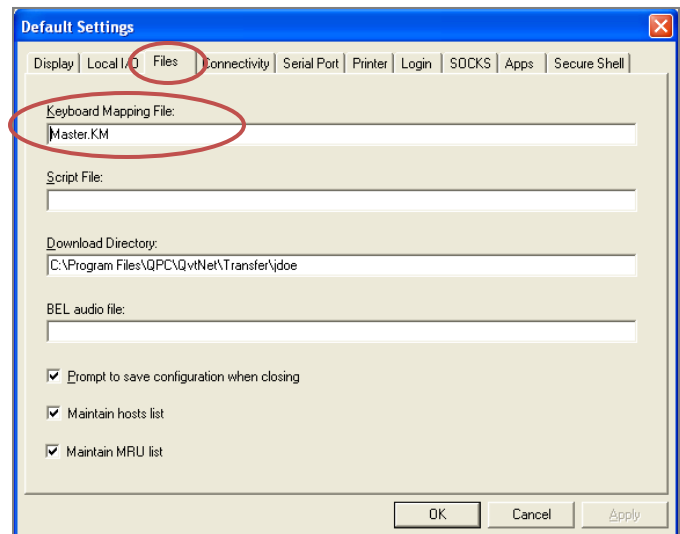 Default Settings
Display Local I/O Files Connectivity Serial Port Printer Login SOCKS Apps Secure Shell
Keyboard Mapping File:
Master.KM
Script File:
Download Directory:
C:\Program Files\QPC\QvtNet\Transfer\jdoe
BEL audio file:
Prompt to save configuration when closing
Maintain hosts list
Maintain MRU list
OK Cancel Apply